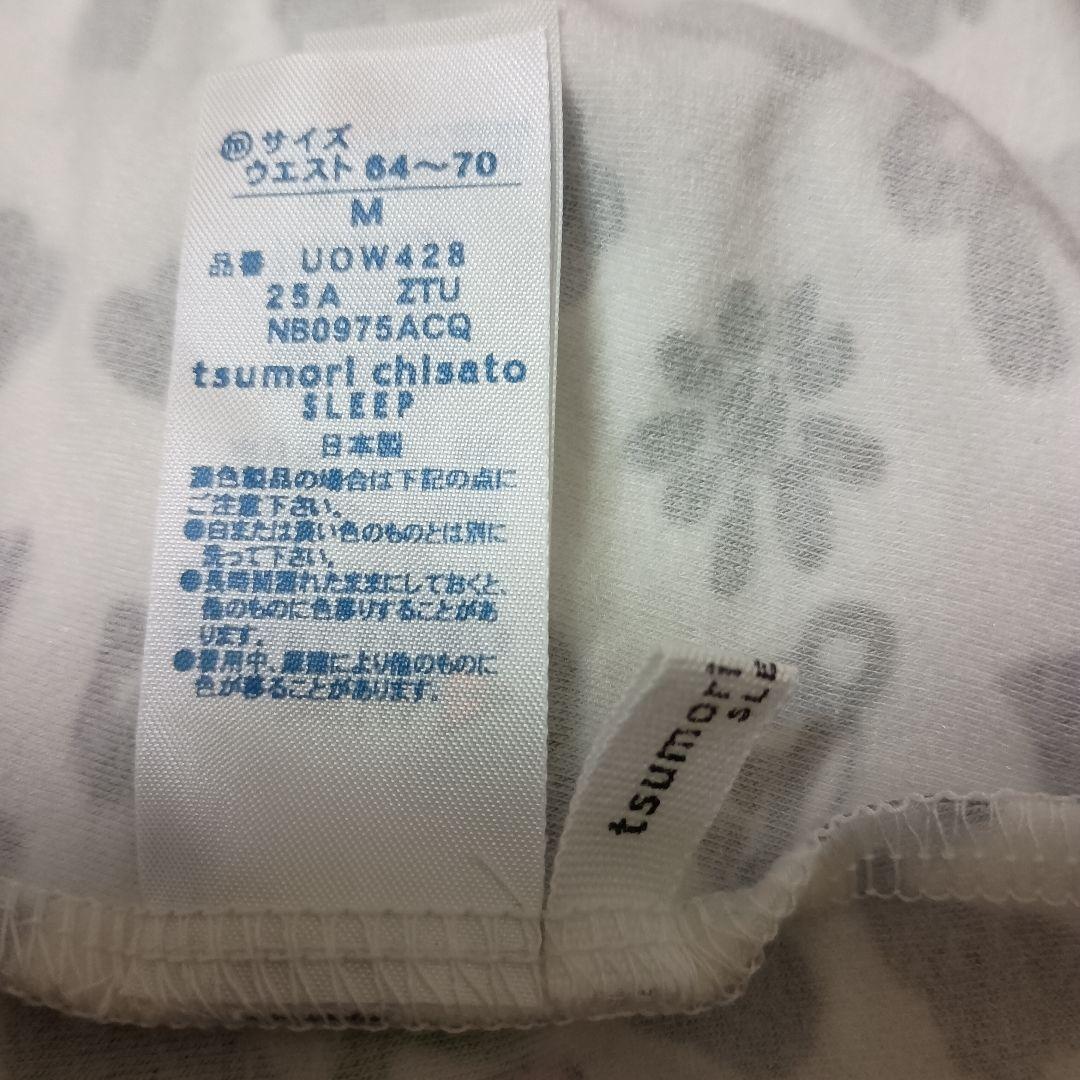 ⓜサイズ
ウエスト 64～70
M
品番 UOW428
25A ZTU
NB0975ACQ
tsumori chisato
SLEEP
日本製
濃色製品の場合は下記の点に
ご注意下さい。
●白または淡い色のものとは別に
洗って下さい。
●長時間濡れたままにしておくと、
他のものに色移りすることがあ
ります。
●着用中、摩擦により他のものに
色が移ることがあります。
tsumori
SLE